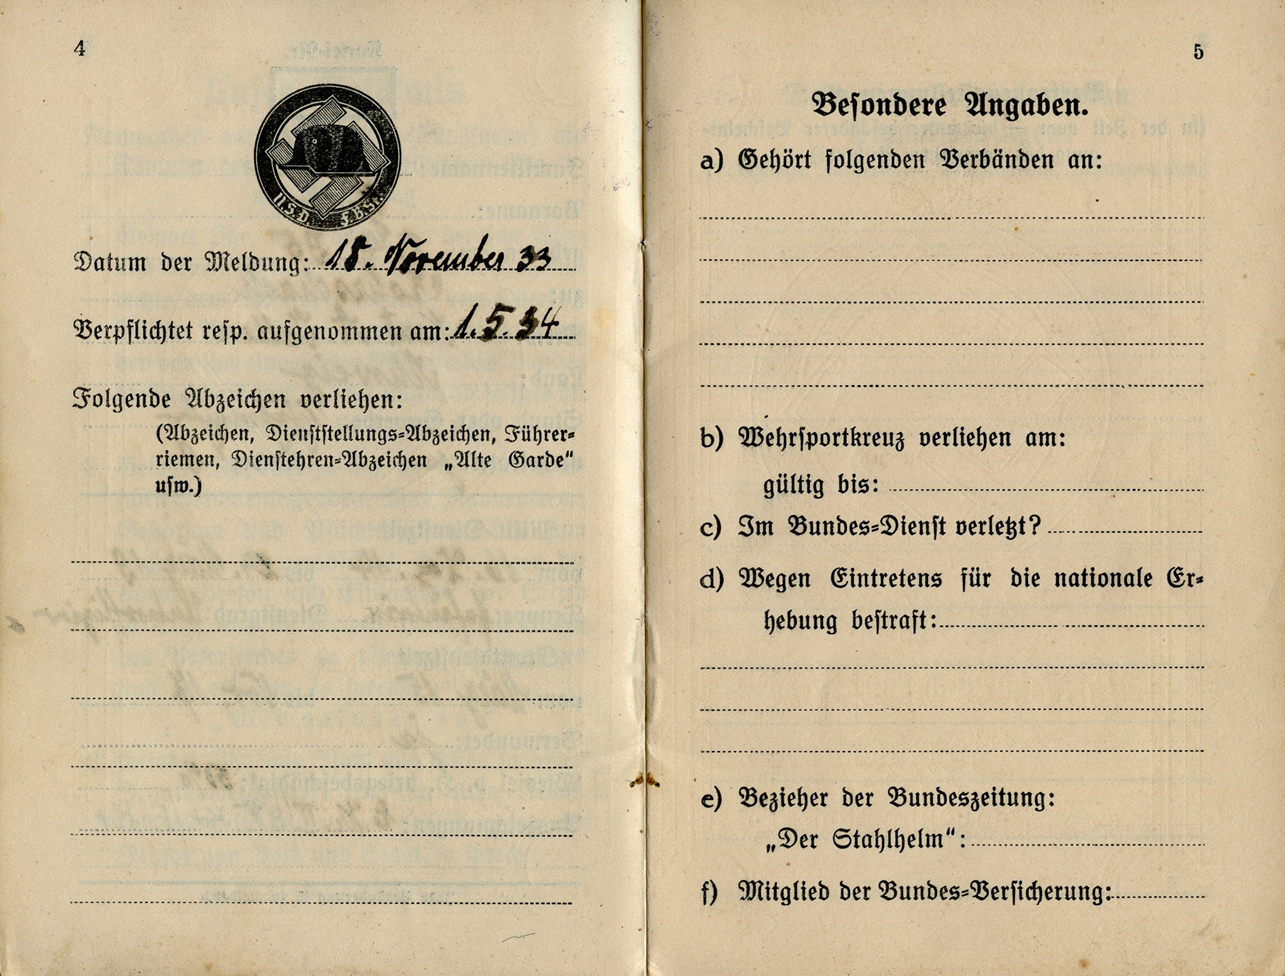 4
N.S.D. F.B.St.
Datum der Meldung: 18. November 33
Verpflichtet resp. aufgenommen am: 1.5.34
Folgende Abzeichen verliehen:
(Abzeichen, Dienststellungs-Abzeichen, Führer-
riemen, Dienstehren-Abzeichen „Alte Garde“
usw.)
5
Besondere Angaben.
a) Gehört folgenden Verbänden an:
b) Wehrsportkreuz verliehen am:
gültig bis:
c) Im Bundes-Dienst verletzt?
d) Wegen Eintretens für die nationale Er-
hebung bestraft:
e) Bezieher der Bundeszeitung:
„Der Stahlhelm“:
f) Mitglied der Bundes-Versicherung: